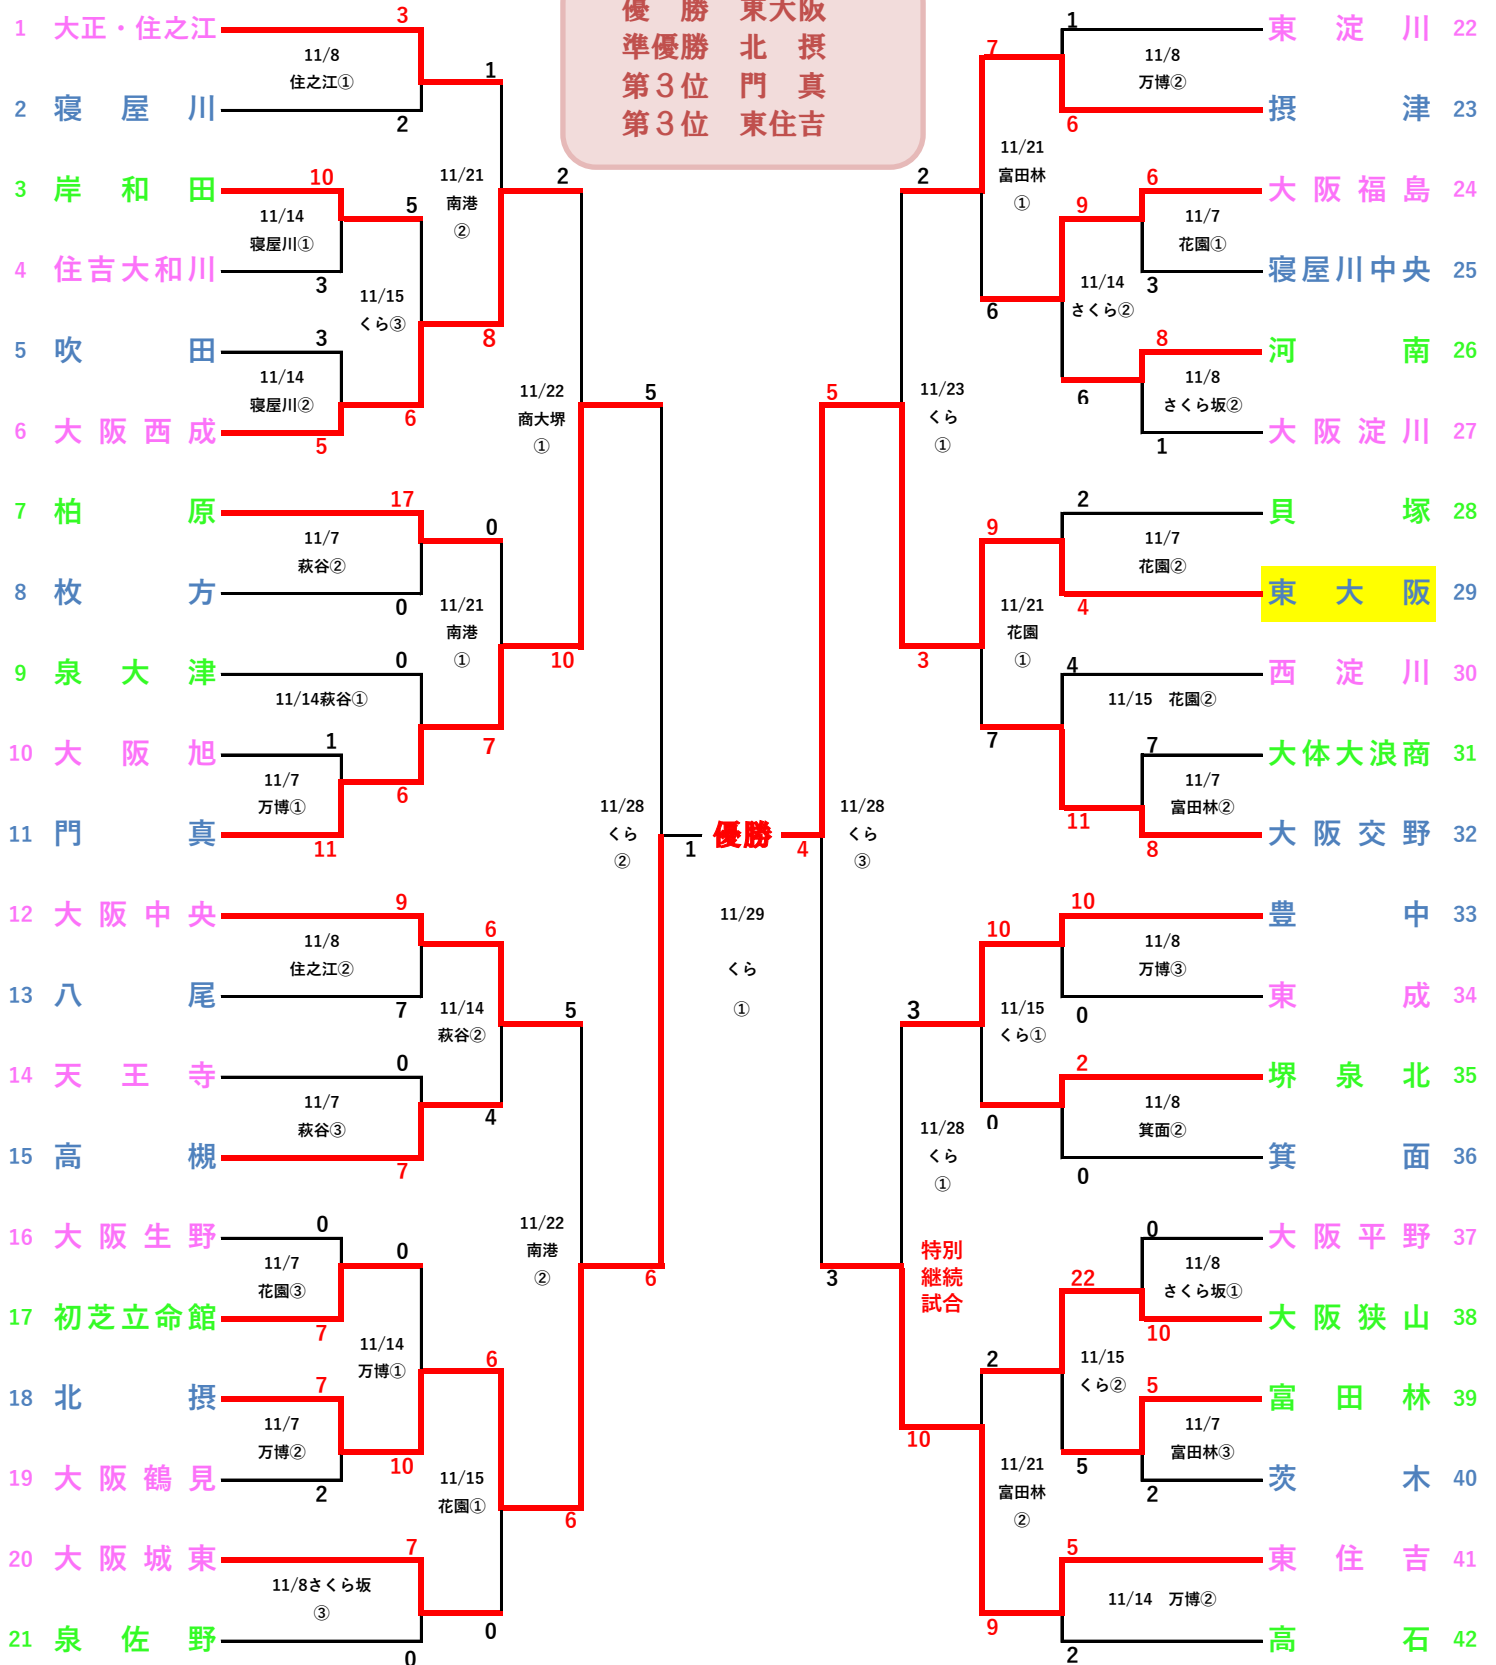 優　勝　東大阪
準優勝　北　摂
第３位　門　真
第３位　東住吉
1 大正・住之江 3
11/8
住之江①
2 寝屋川 2
1
3 岸和田 10
11/14
寝屋川①
4 住吉大和川 3
5
11/21
南港
②
11/15
くら③
5 吹田 3
11/14
寝屋川②
6 大阪西成 5
6
8
2
11/22
商大堺
①
7 柏原 17
11/7
萩谷②
8 枚方 0
0
11/21
南港
①
9 泉大津 0
11/14萩谷①
10 大阪旭 1
11/7
万博①
11 門真 11
6
7
10
5
11/28
くら
②
12 大阪中央 9
11/8
住之江②
13 八尾 7
6
11/14
萩谷②
14 天王寺 0
11/7
萩谷③
15 高槻 7
4
5
11/22
南港
②
16 大阪生野 0
11/7
花園③
17 初芝立命館 7
0
11/14
万博①
18 北摂 7
11/7
万博②
19 大阪鶴見 2
10
6
11/15
花園①
20 大阪城東 7
11/8さくら坂
③
21 泉佐野 0
0
6
6
1 優勝 4
11/29
くら
①
1 東淀川 22
11/8
万博②
6 摂津 23
7
11/21
富田林
①
6 大阪福島 24
11/7
花園①
3 寝屋川中央 25
9
11/14
さくら②
8 河南 26
11/8
さくら坂②
1 大阪淀川 27
6
6
2
11/23
くら
①
2 貝塚 28
11/7
花園②
4 東大阪 29
9
11/21
花園
①
4 西淀川 30
11/15　花園②
7 大体大浪商 31
11/7
富田林②
8 大阪交野 32
11
7
3
5
11/28
くら
③
10 豊中 33
11/8
万博③
0 東成 34
10
11/15
くら①
2 堺泉北 35
11/8
箕面②
0 箕面 36
0
3
11/28
くら
①
特別
継続
試合
0 大阪平野 37
11/8
さくら坂①
10 大阪狭山 38
22
11/15
くら②
5 富田林 39
11/7
富田林③
2 茨木 40
5
2
11/21
富田林
②
5 東住吉 41
11/14　万博②
2 高石 42
9
10
3